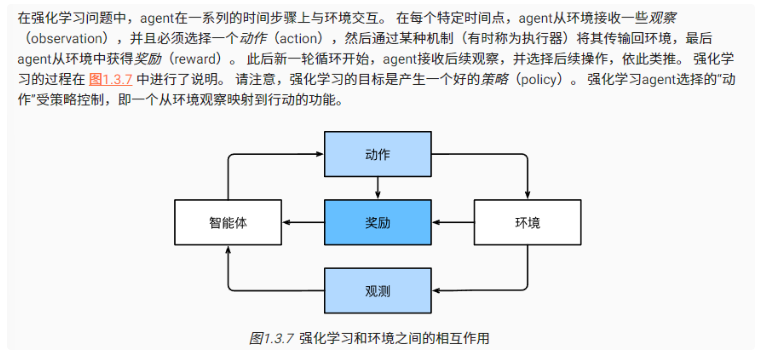 在强化学习问题中，agent在一系列的时间步骤上与环境交互。 在每个特定时间点，agent从环境接收一些观察
（observation），并且必须选择一个动作（action），然后通过某种机制（有时称为执行器）将其传输回环境，最后
agent从环境中获得奖励（reward）。 此后新一轮循环开始，agent接收后续观察，并选择后续操作，依此类推。 强化学
习的过程在 图1.3.7 中进行了说明。 请注意，强化学习的目标是产生一个好的策略（policy）。 强化学习agent选择的“动
作”受策略控制，即一个从环境观察映射到行动的功能。
动作
智能体
奖励
环境
观测
图1.3.7 强化学习和环境之间的相互作用